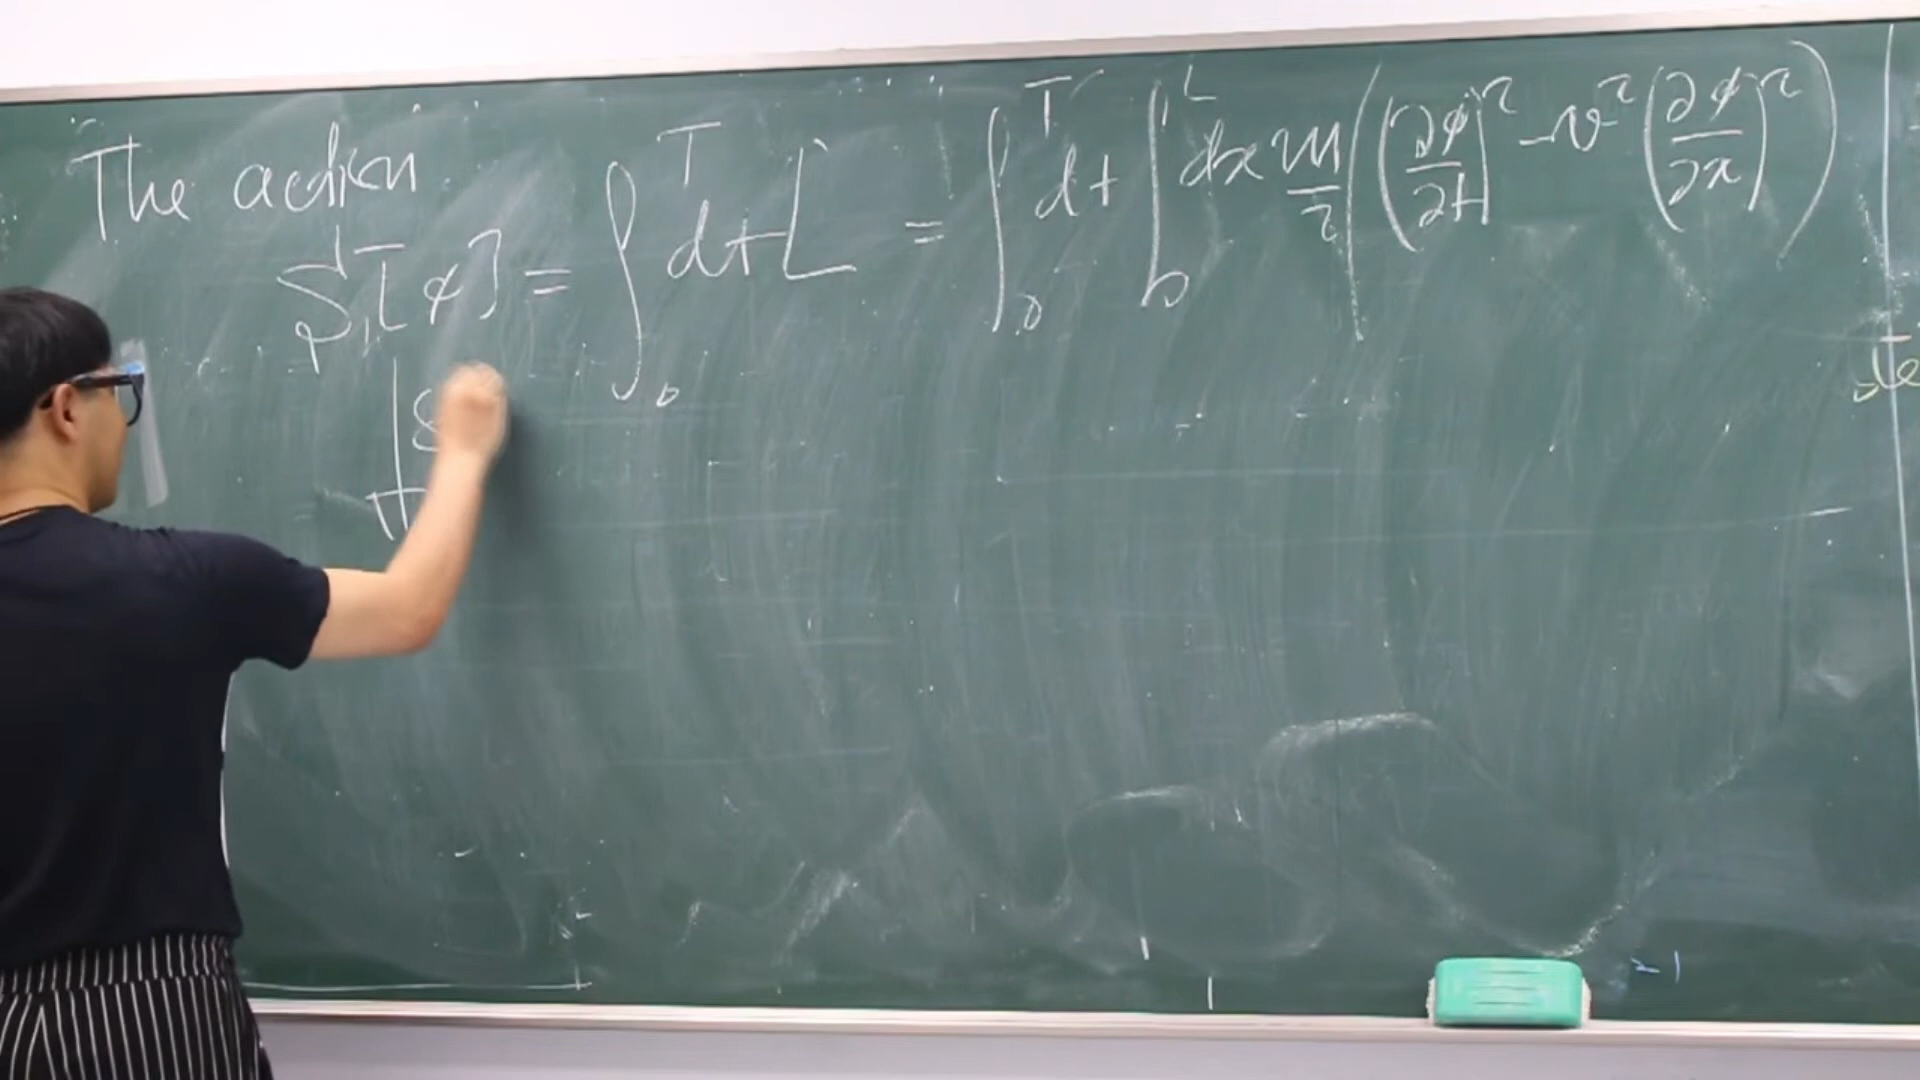 The action
S[φ] = ∫₀ᵀ dt L = ∫₀ᵀ dt ∫₀ᴸ dx m/2 ( (∂φ/∂t)² - v² (∂φ/∂x)² )
δ